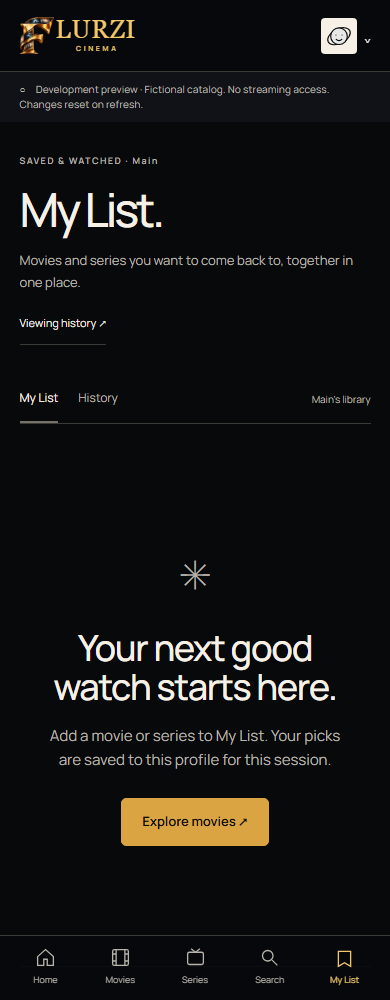 FLURZI
CINEMA
Development preview · Fictional catalog. No streaming access.
Changes reset on refresh.
SAVED & WATCHED · Main
My List.
Movies and series you want to come back to, together in
one place.
Viewing history ↗
My List History Main's library
Your next good
watch starts here.
Add a movie or series to My List. Your picks
are saved to this profile for this session.
Explore movies ↗
Home Movies Series Search My List